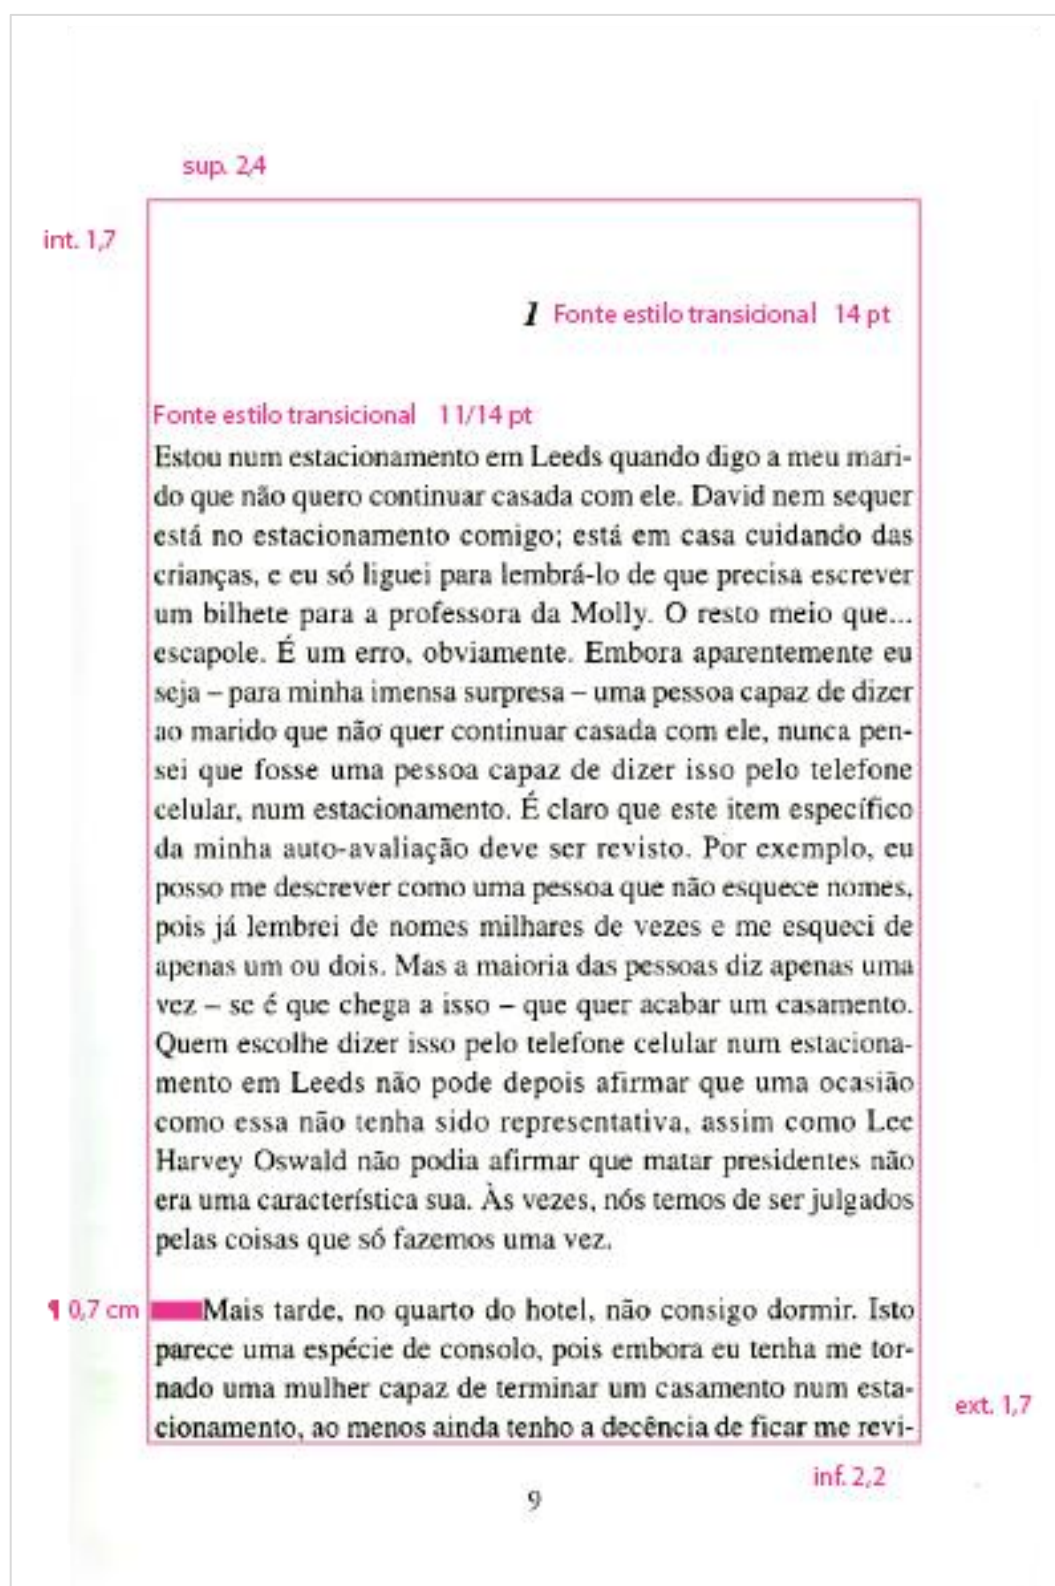 sup. 2,4
int. 1,7
1 Fonte estilo transicional 14 pt
Fonte estilo transicional 11/14 pt
Estou num estacionamento em Leeds quando digo a meu mari-
do que não quero continuar casada com ele. David nem sequer
está no estacionamento comigo; está em casa cuidando das
crianças, e eu só liguei para lembrá-lo de que precisa escrever
um bilhete para a professora da Molly. O resto meio que...
escapole. É um erro, obviamente. Embora aparentemente eu
seja – para minha imensa surpresa – uma pessoa capaz de dizer
ao marido que não quer continuar casada com ele, nunca pen-
sei que fosse uma pessoa capaz de dizer isso pelo telefone
celular, num estacionamento. É claro que este item específico
da minha auto-avaliação deve ser revisto. Por exemplo, eu
posso me descrever como uma pessoa que não esquece nomes,
pois já lembrei de nomes milhares de vezes e me esqueci de
apenas um ou dois. Mas a maioria das pessoas diz apenas uma
vez – se é que chega a isso – que quer acabar um casamento.
Quem escolhe dizer isso pelo telefone celular num estaciona-
mento em Leeds não pode depois afirmar que uma ocasião
como essa não tenha sido representativa, assim como Lee
Harvey Oswald não podia afirmar que matar presidentes não
era uma característica sua. Às vezes, nós temos de ser julgados
pelas coisas que só fazemos uma vez.
¶ 0,7 cm Mais tarde, no quarto do hotel, não consigo dormir. Isto
parece uma espécie de consolo, pois embora eu tenha me tor-
nado uma mulher capaz de terminar um casamento num esta-
cionamento, ao menos ainda tenho a decência de ficar me revi-
ext. 1,7
inf. 2,2
9